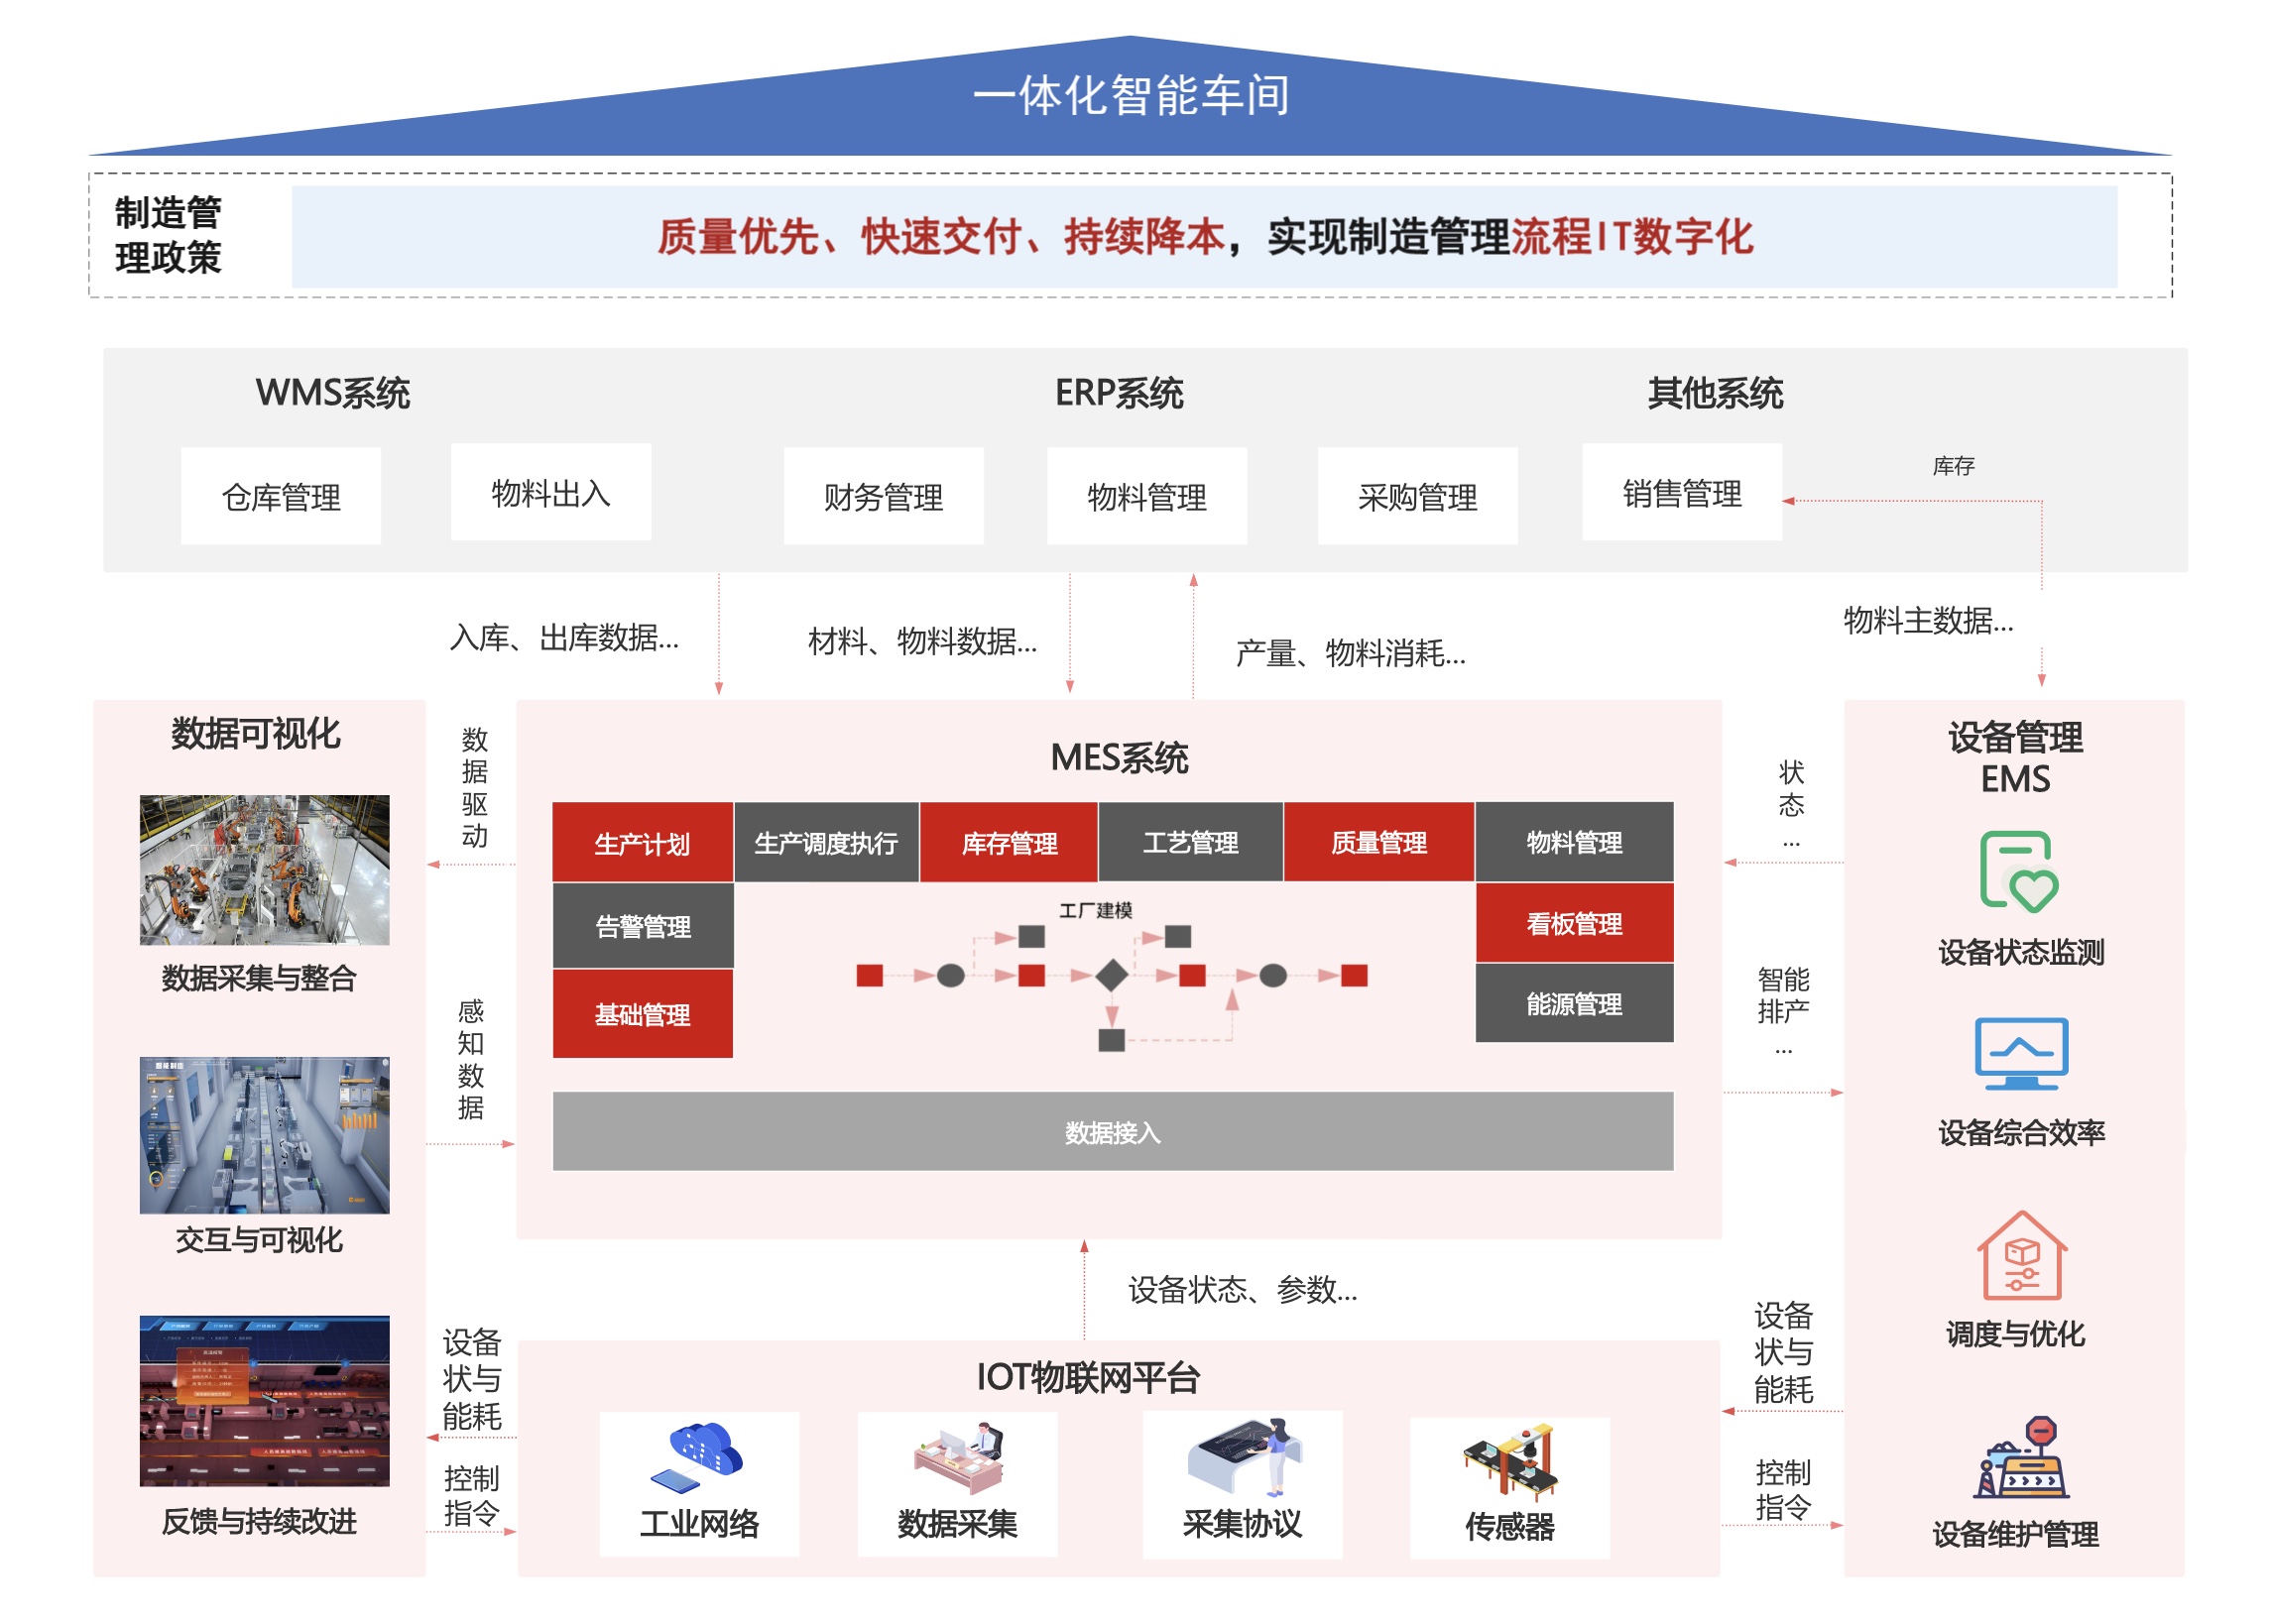 一体化智能车间
制造管
理政策
质量优先、快速交付、持续降本，实现制造管理流程IT数字化
WMS系统
ERP系统
其他系统
仓库管理
物料出入
财务管理
物料管理
采购管理
销售管理
库存
入库、出库数据...
材料、物料数据...
产量、物料消耗...
物料主数据...
数据可视化
数据采集与整合
智能制造
交互与可视化
反馈与持续改进
数
据
驱
动
感
知
数
据
设备
状与
能耗
控制
指令
MES系统
生产计划
生产调度执行
库存管理
工艺管理
质量管理
物料管理
告警管理
工厂建模
看板管理
基础管理
能源管理
数据接入
设备状态、参数...
IOT物联网平台
工业网络
数据采集
采集协议
传感器
状
态
...
智能
排产
...
设备
状与
能耗
控制
指令
设备管理
EMS
设备状态监测
设备综合效率
调度与优化
设备维护管理